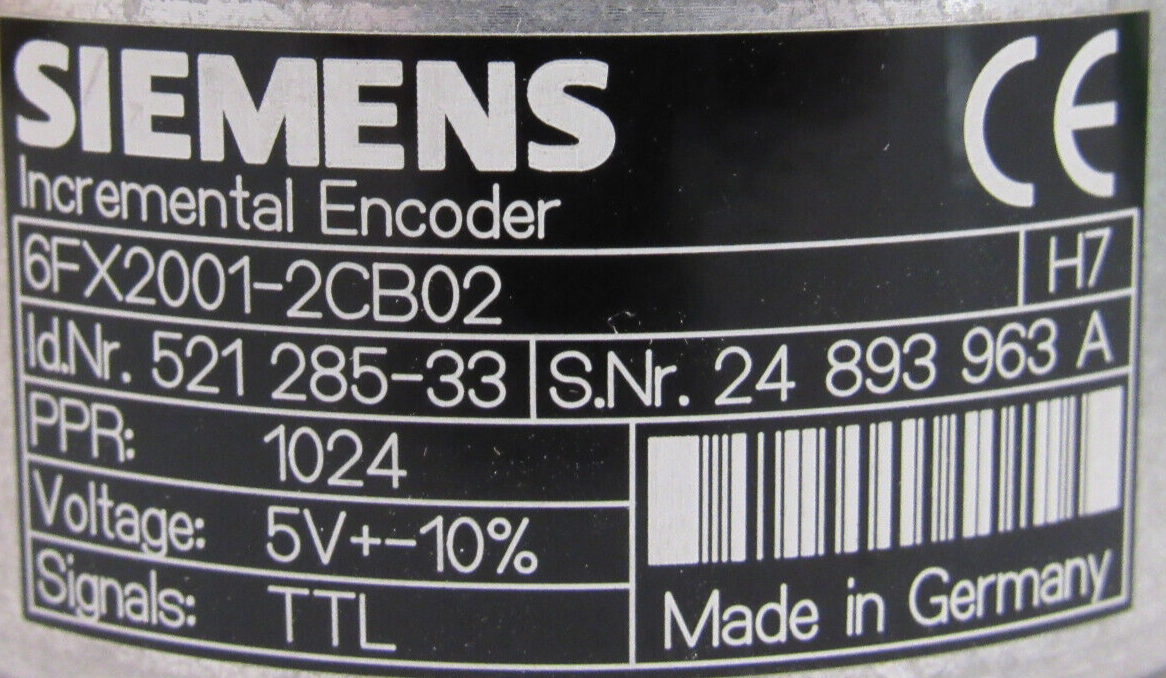 SIEMENS CE
Incremental Encoder
6FX2001-2CB02 H7
Id.Nr. 521 285-33 S.Nr. 24 893 963 A
PPR: 1024
Voltage: 5V+-10%
Signals: TTL
Made in Germany